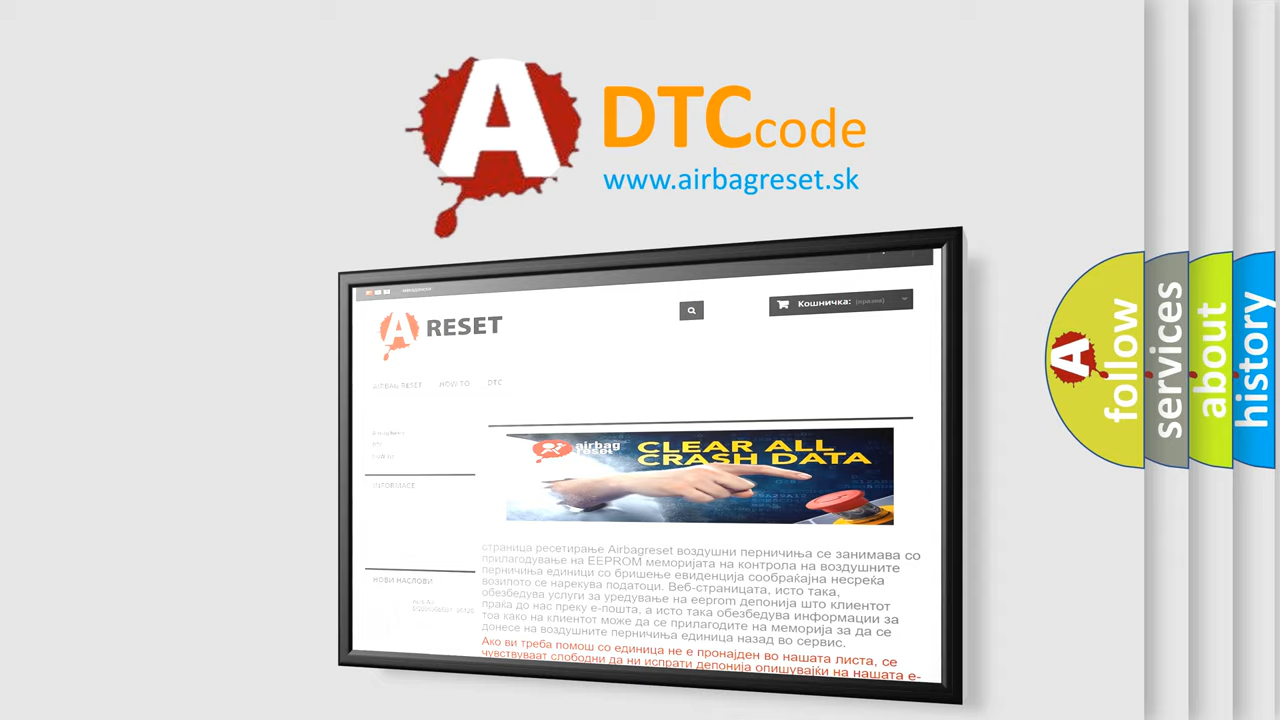 A DTC code
www.airbagreset.sk
Кошничка: (празна)
A RESET
AIRBAG RESET HOW TO DTC
airbag
reset
CLEAR ALL
CRASH DATA
INFORMACE
НОВИ НАСЛОВИ
страница ресетирање Airbagreset воздушни перничиња се занимава со
прилагодување на EEPROM меморијата на контрола на воздушните
перничиња единици со бришење евиденција сообраќајна несреќа
возилото се нарекува податоци. Веб-страницата, исто така,
обезбедува услуги за уредување на eeprom депонија што клиентот
праќа до нас преку е-пошта, а исто така обезбедува информации за
тоа како на клиентот може да се прилагодите на меморија за да се
донесе на воздушните перничиња единица назад во сервис.
Ако ви треба помош со единица не е пронајден во нашата листа, се
чувствуваат слободни да ни испрати депонија опишувајќи на нашата е-
A follow
services
about
history